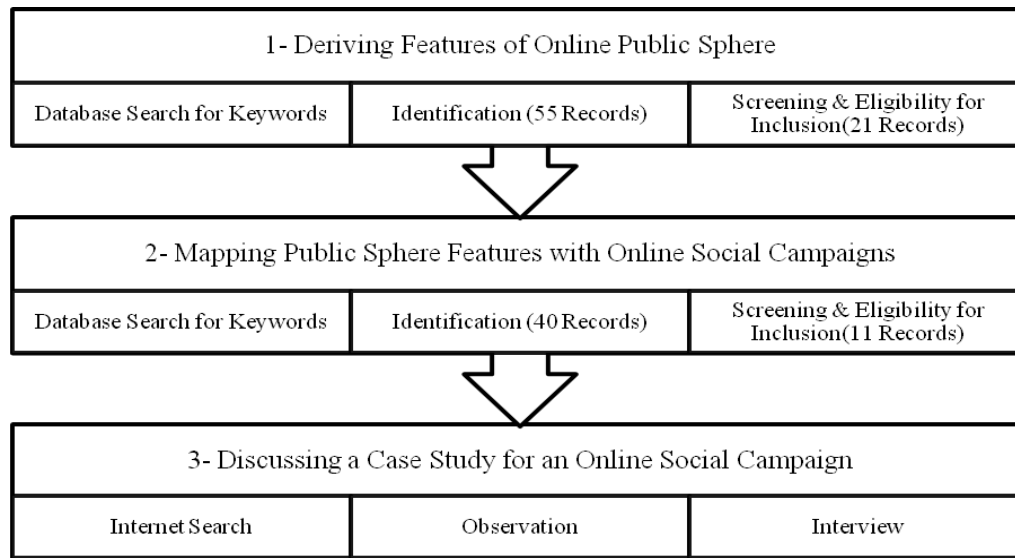 1- Deriving Features of Online Public Sphere
Database Search for Keywords
Identification (55 Records)
Screening & Eligibility for
Inclusion(21 Records)
2- Mapping Public Sphere Features with Online Social Campaigns
Database Search for Keywords
Identification (40 Records)
Screening & Eligibility for
Inclusion(11 Records)
3- Discussing a Case Study for an Online Social Campaign
Internet Search
Observation
Interview